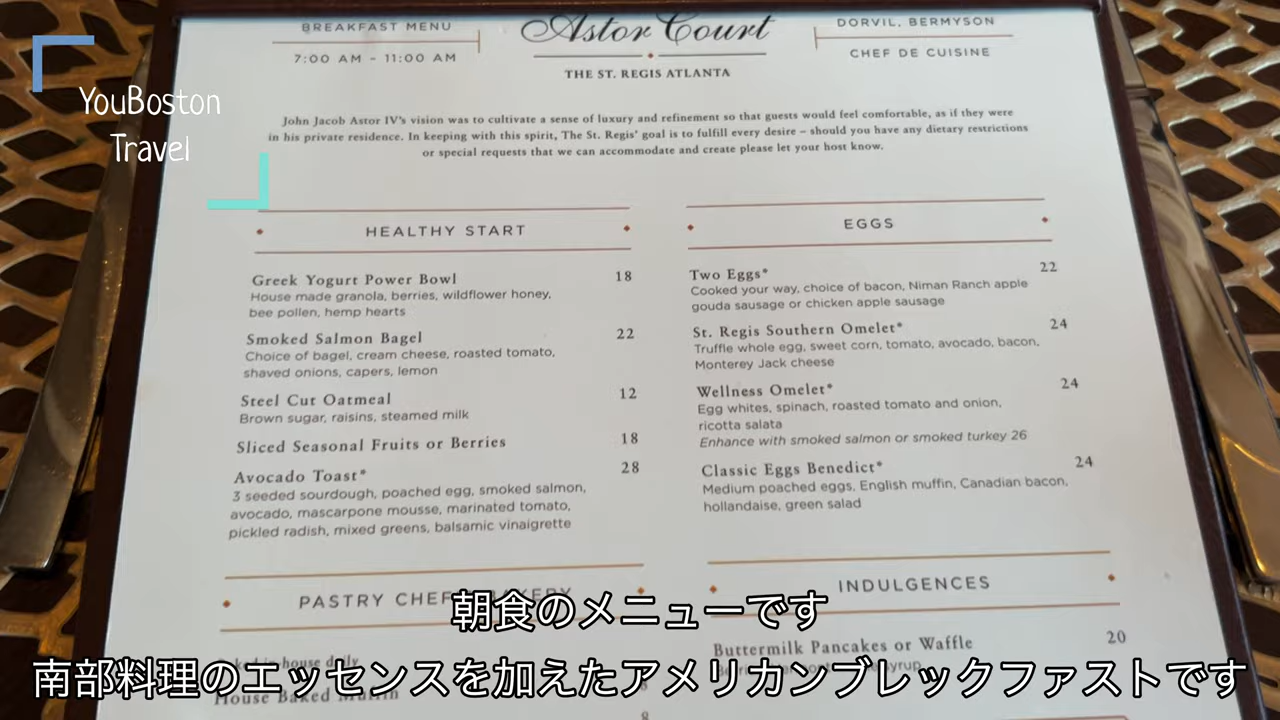 YouBoston
Travel
BREAKFAST MENU
7:00 AM - 11:00 AM
Astor Court
THE ST. REGIS ATLANTA
DORVIL, BERMYSON
CHEF DE CUISINE
John Jacob Astor IV's vision was to cultivate a sense of luxury and refinement so that guests would feel comfortable, as if they were
in his private residence. In keeping with this spirit, The St. Regis' goal is to fulfill every desire – should you have any dietary restrictions
or special requests that we can accommodate and create please let your host know.
HEALTHY START
Greek Yogurt Power Bowl 18
House made granola, berries, wildflower honey,
bee pollen, hemp hearts
Smoked Salmon Bagel 22
Choice of bagel, cream cheese, roasted tomato,
shaved onions, capers, lemon
Steel Cut Oatmeal 12
Brown sugar, raisins, steamed milk
Sliced Seasonal Fruits or Berries 18
Avocado Toast* 28
3 seeded sourdough, poached egg, smoked salmon,
avocado, mascarpone mousse, marinated tomato,
pickled radish, mixed greens, balsamic vinaigrette
EGGS
Two Eggs* 22
Cooked your way, choice of bacon, Niman Ranch apple
gouda sausage or chicken apple sausage
St. Regis Southern Omelet* 24
Truffle whole egg, sweet corn, tomato, avocado, bacon,
Monterey Jack cheese
Wellness Omelet* 24
Egg whites, spinach, roasted tomato and onion,
ricotta salata
Enhance with smoked salmon or smoked turkey 26
Classic Eggs Benedict* 24
Medium poached eggs, English muffin, Canadian bacon,
hollandaise, green salad
PASTRY CHEF BAKERY
in-house daily
House Baked Muffin
8
INDULGENCES
Buttermilk Pancakes or Waffle 20
syrup
朝食のメニューです
南部料理のエッセンスを加えたアメリカンブレックファストです